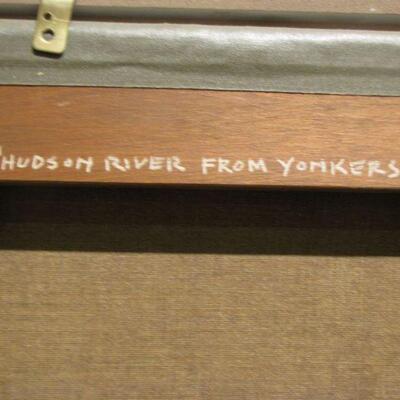 "HUDSON RIVER FROM YONKERS